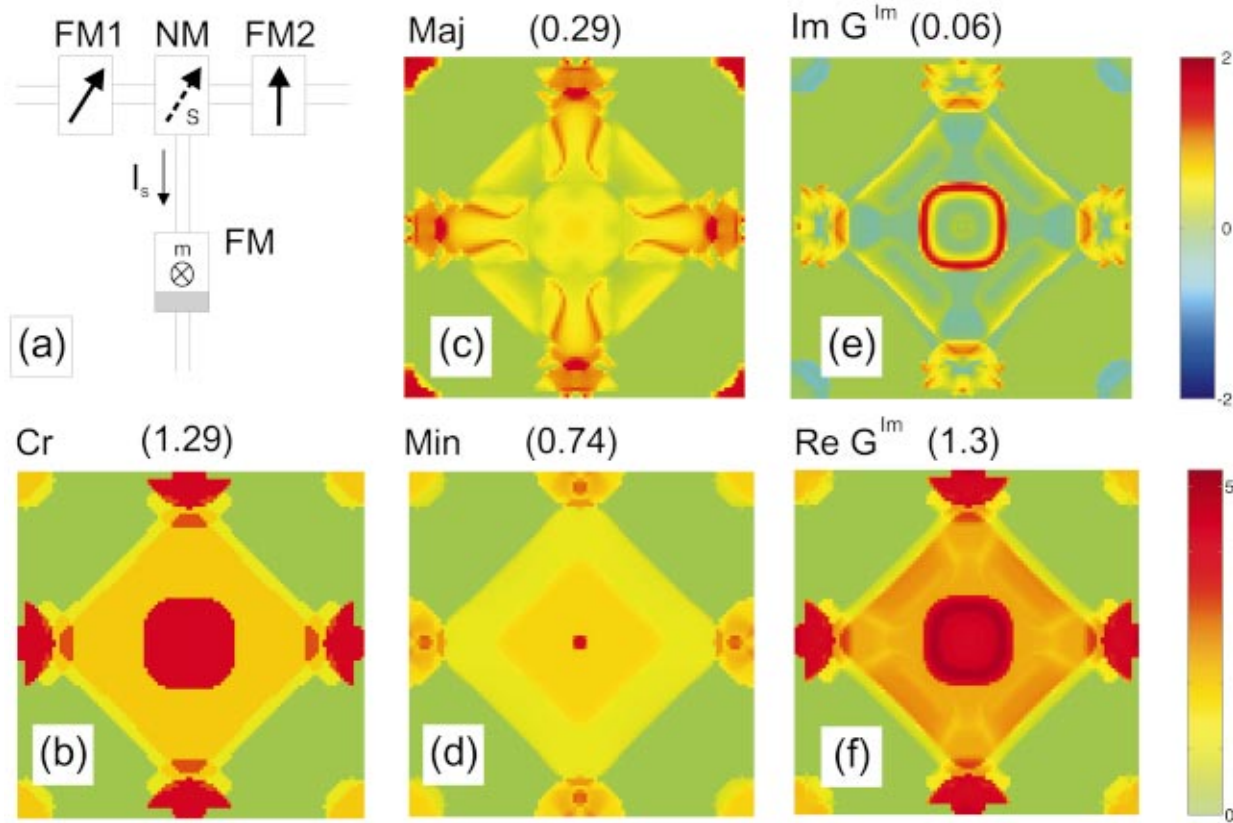 FM1 NM FM2
S
I_s
m
FM
(a)
Maj (0.29)
(c)
Im G^Im (0.06)
(e)
2
0
-2
Cr (1.29)
(b)
Min (0.74)
(d)
Re G^Im (1.3)
(f)
5
0